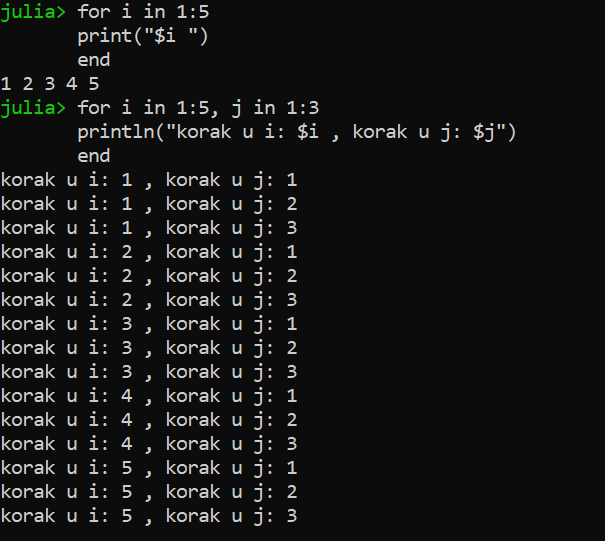 julia> for i in 1:5
       print("$i ")
       end
1 2 3 4 5
julia> for i in 1:5, j in 1:3
       println("korak u i: $i , korak u j: $j")
       end
korak u i: 1 , korak u j: 1
korak u i: 1 , korak u j: 2
korak u i: 1 , korak u j: 3
korak u i: 2 , korak u j: 1
korak u i: 2 , korak u j: 2
korak u i: 2 , korak u j: 3
korak u i: 3 , korak u j: 1
korak u i: 3 , korak u j: 2
korak u i: 3 , korak u j: 3
korak u i: 4 , korak u j: 1
korak u i: 4 , korak u j: 2
korak u i: 4 , korak u j: 3
korak u i: 5 , korak u j: 1
korak u i: 5 , korak u j: 2
korak u i: 5 , korak u j: 3